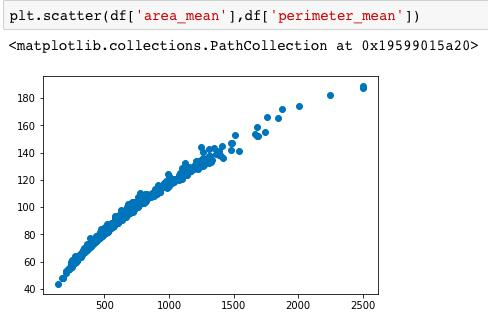 plt.scatter(df['area_mean'],df['perimeter_mean'])
<matplotlib.collections.PathCollection at 0x19599015a20>
180
160
140
120
100
80
60
40
500 1000 1500 2000 2500